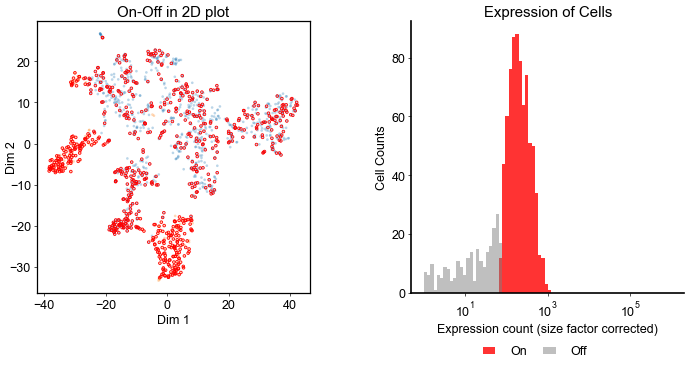 On-Off in 2D plot
20
10
0
−10
−20
−30
Dim 2
−40
−20
0
20
40
Dim 1
Expression of Cells
80
60
40
20
0
Cell Counts
10^1
10^3
10^5
Expression count (size factor corrected)
On
Off